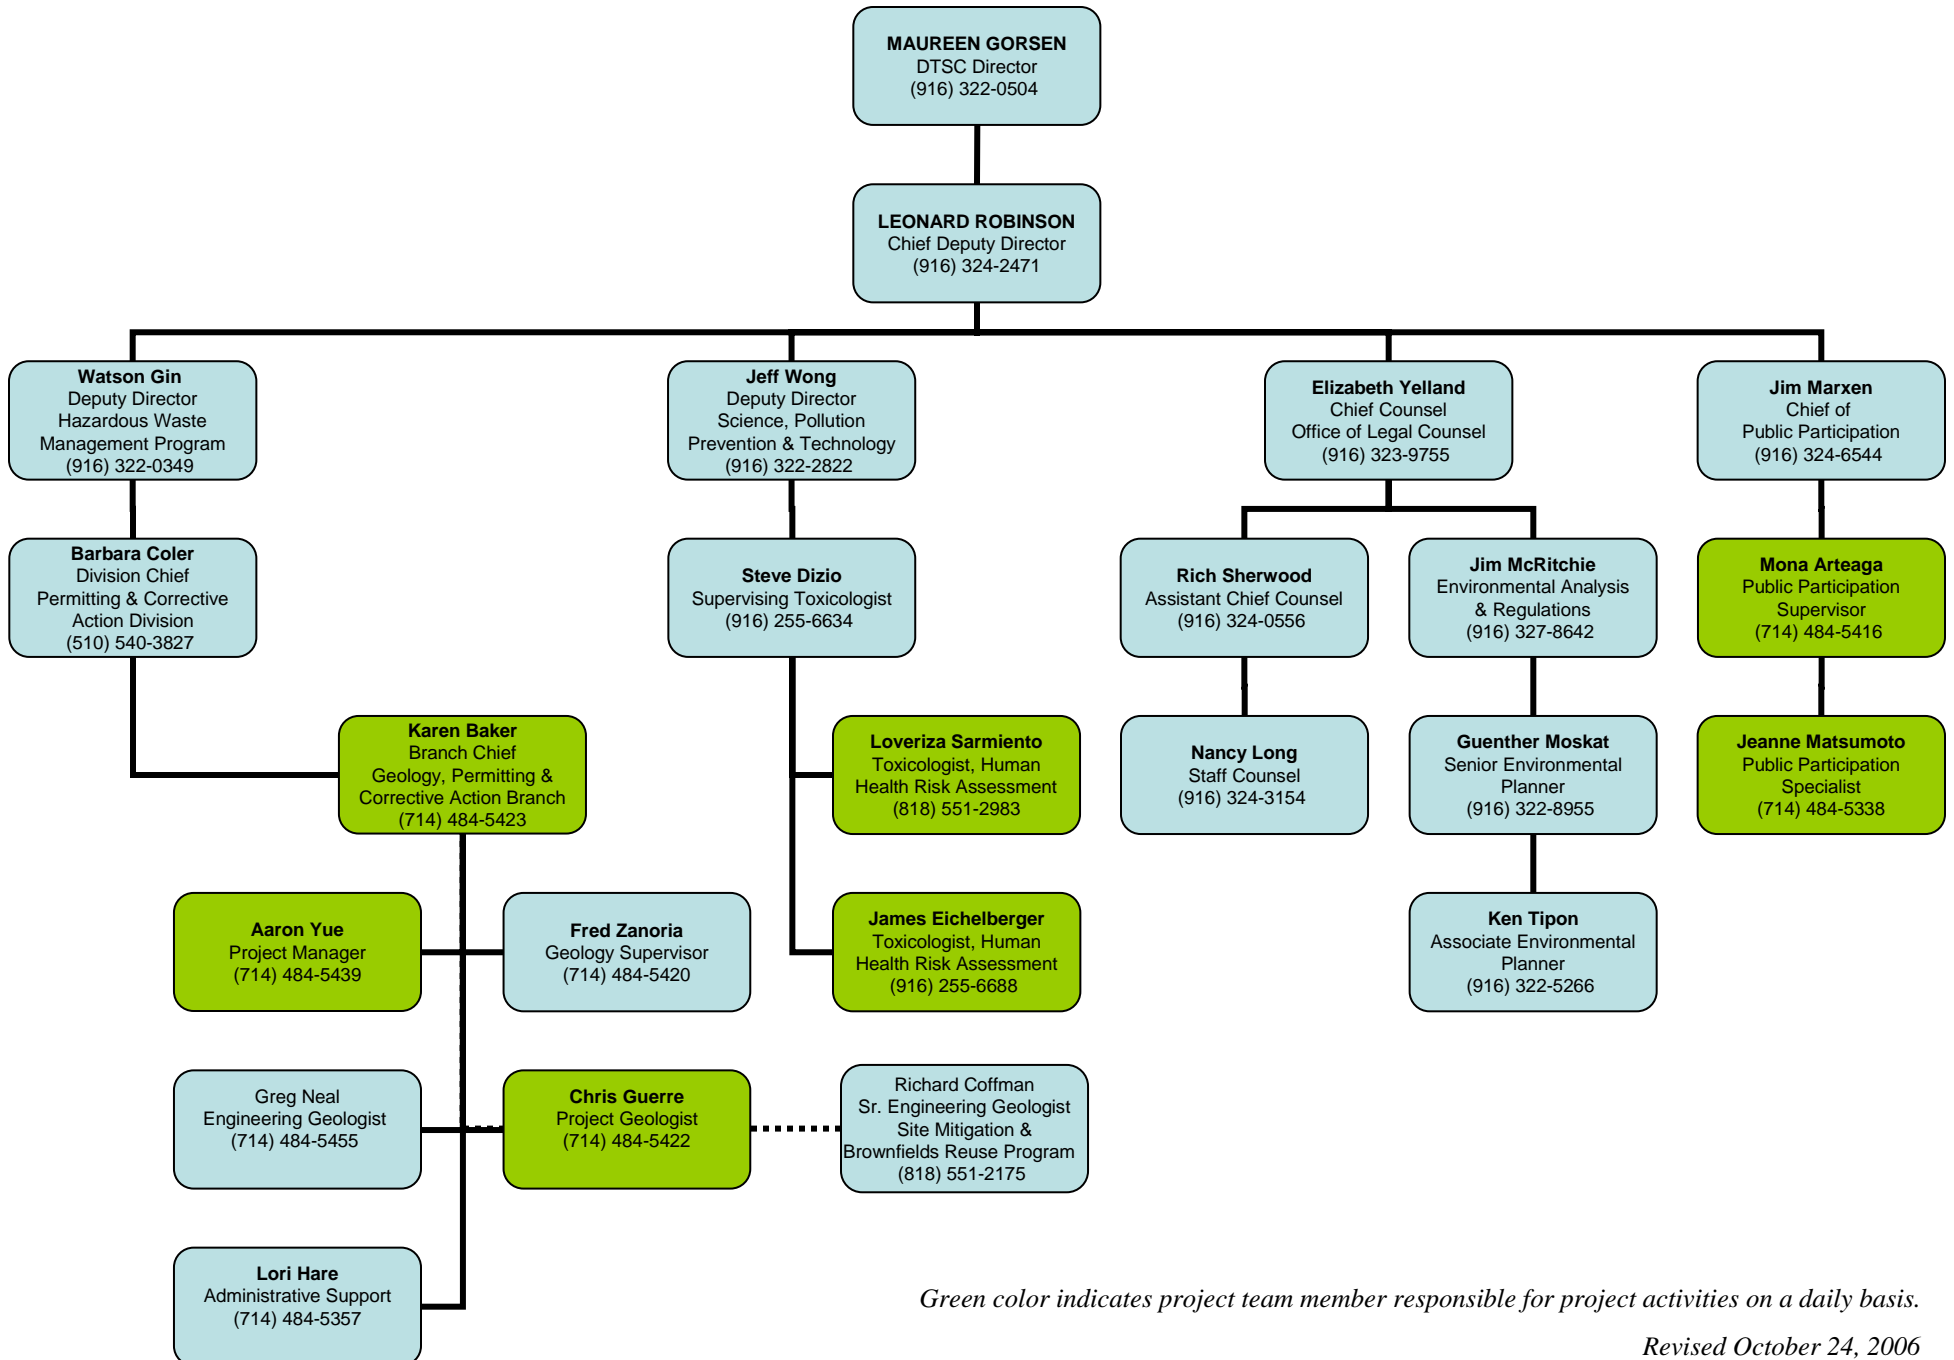 MAUREEN GORSEN
DTSC Director
(916) 322-0504
LEONARD ROBINSON
Chief Deputy Director
(916) 324-2471
Watson Gin
Deputy Director
Hazardous Waste
Management Program
(916) 322-0349
Jeff Wong
Deputy Director
Science, Pollution
Prevention & Technology
(916) 322-2822
Elizabeth Yelland
Chief Counsel
Office of Legal Counsel
(916) 323-9755
Jim Marxen
Chief of
Public Participation
(916) 324-6544
Barbara Coler
Division Chief
Permitting & Corrective
Action Division
(510) 540-3827
Steve Dizio
Supervising Toxicologist
(916) 255-6634
Rich Sherwood
Assistant Chief Counsel
(916) 324-0556
Jim McRitchie
Environmental Analysis
& Regulations
(916) 327-8642
Mona Arteaga
Public Participation
Supervisor
(714) 484-5416
Karen Baker
Branch Chief
Geology, Permitting &
Corrective Action Branch
(714) 484-5423
Loveriza Sarmiento
Toxicologist, Human
Health Risk Assessment
(818) 551-2983
Nancy Long
Staff Counsel
(916) 324-3154
Guenther Moskat
Senior Environmental
Planner
(916) 322-8955
Jeanne Matsumoto
Public Participation
Specialist
(714) 484-5338
Aaron Yue
Project Manager
(714) 484-5439
Fred Zanoria
Geology Supervisor
(714) 484-5420
James Eichelberger
Toxicologist, Human
Health Risk Assessment
(916) 255-6688
Ken Tipon
Associate Environmental
Planner
(916) 322-5266
Greg Neal
Engineering Geologist
(714) 484-5455
Chris Guerre
Project Geologist
(714) 484-5422
Richard Coffman
Sr. Engineering Geologist
Site Mitigation &
Brownfields Reuse Program
(818) 551-2175
Lori Hare
Administrative Support
(714) 484-5357
Green color indicates project team member responsible for project activities on a daily basis.
Revised October 24, 2006